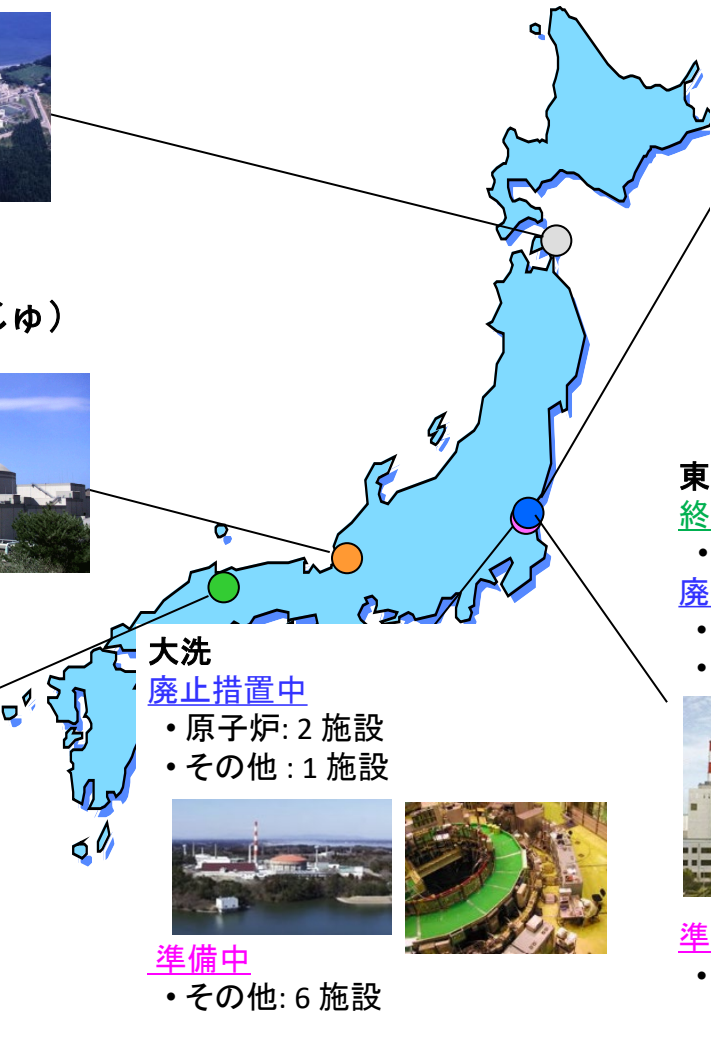 じゅ）
大洗
廃止措置中
• 原子炉: 2 施設
• その他 : 1 施設
準備中
• その他: 6 施設
東
終
•
廃
•
•
準
•